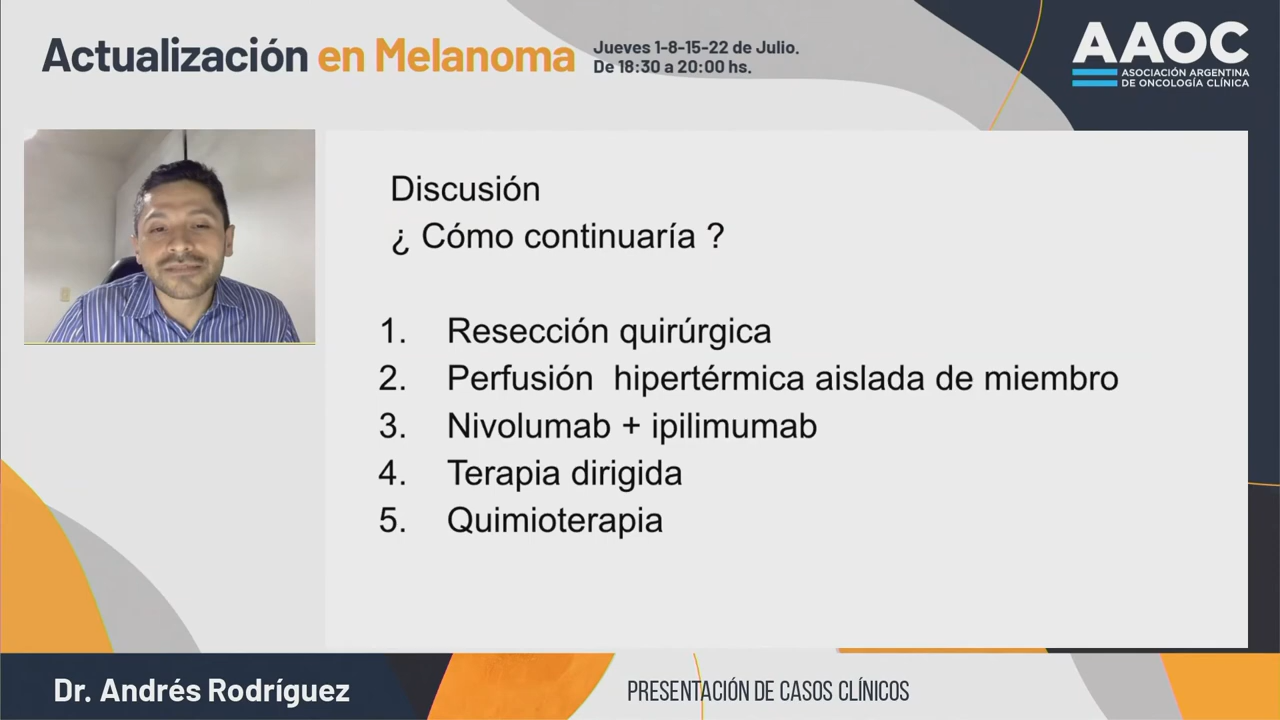 Actualización en Melanoma
Jueves 1-8-15-22 de Julio.
De 18:30 a 20:00 hs.
AAOC
ASOCIACIÓN ARGENTINA
DE ONCOLOGÍA CLÍNICA
Discusión
¿ Cómo continuaría ?
1. Resección quirúrgica
2. Perfusión hipertérmica aislada de miembro
3. Nivolumab + ipilimumab
4. Terapia dirigida
5. Quimioterapia
Dr. Andrés Rodríguez
PRESENTACIÓN DE CASOS CLÍNICOS